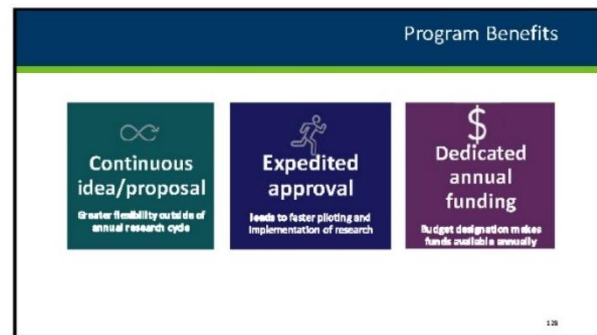 Program Benefits
Continuous
idea/proposal
Greater flexibility outside of
annual research cycle
Expedited
approval
leads to faster piloting and
implementation of research
$
Dedicated
annual
funding
Budget designation makes
funds available annually